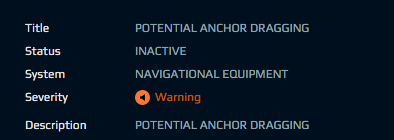 Title POTENTIAL ANCHOR DRAGGING
Status INACTIVE
System NAVIGATIONAL EQUIPMENT
Severity Warning
Description POTENTIAL ANCHOR DRAGGING